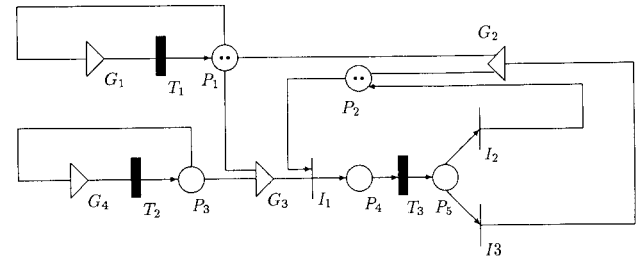 G₂
G₁
T₁
P₁
P₂
I₂
G₄
T₂
P₃
G₃
I₁
P₄
T₃
P₅
I3